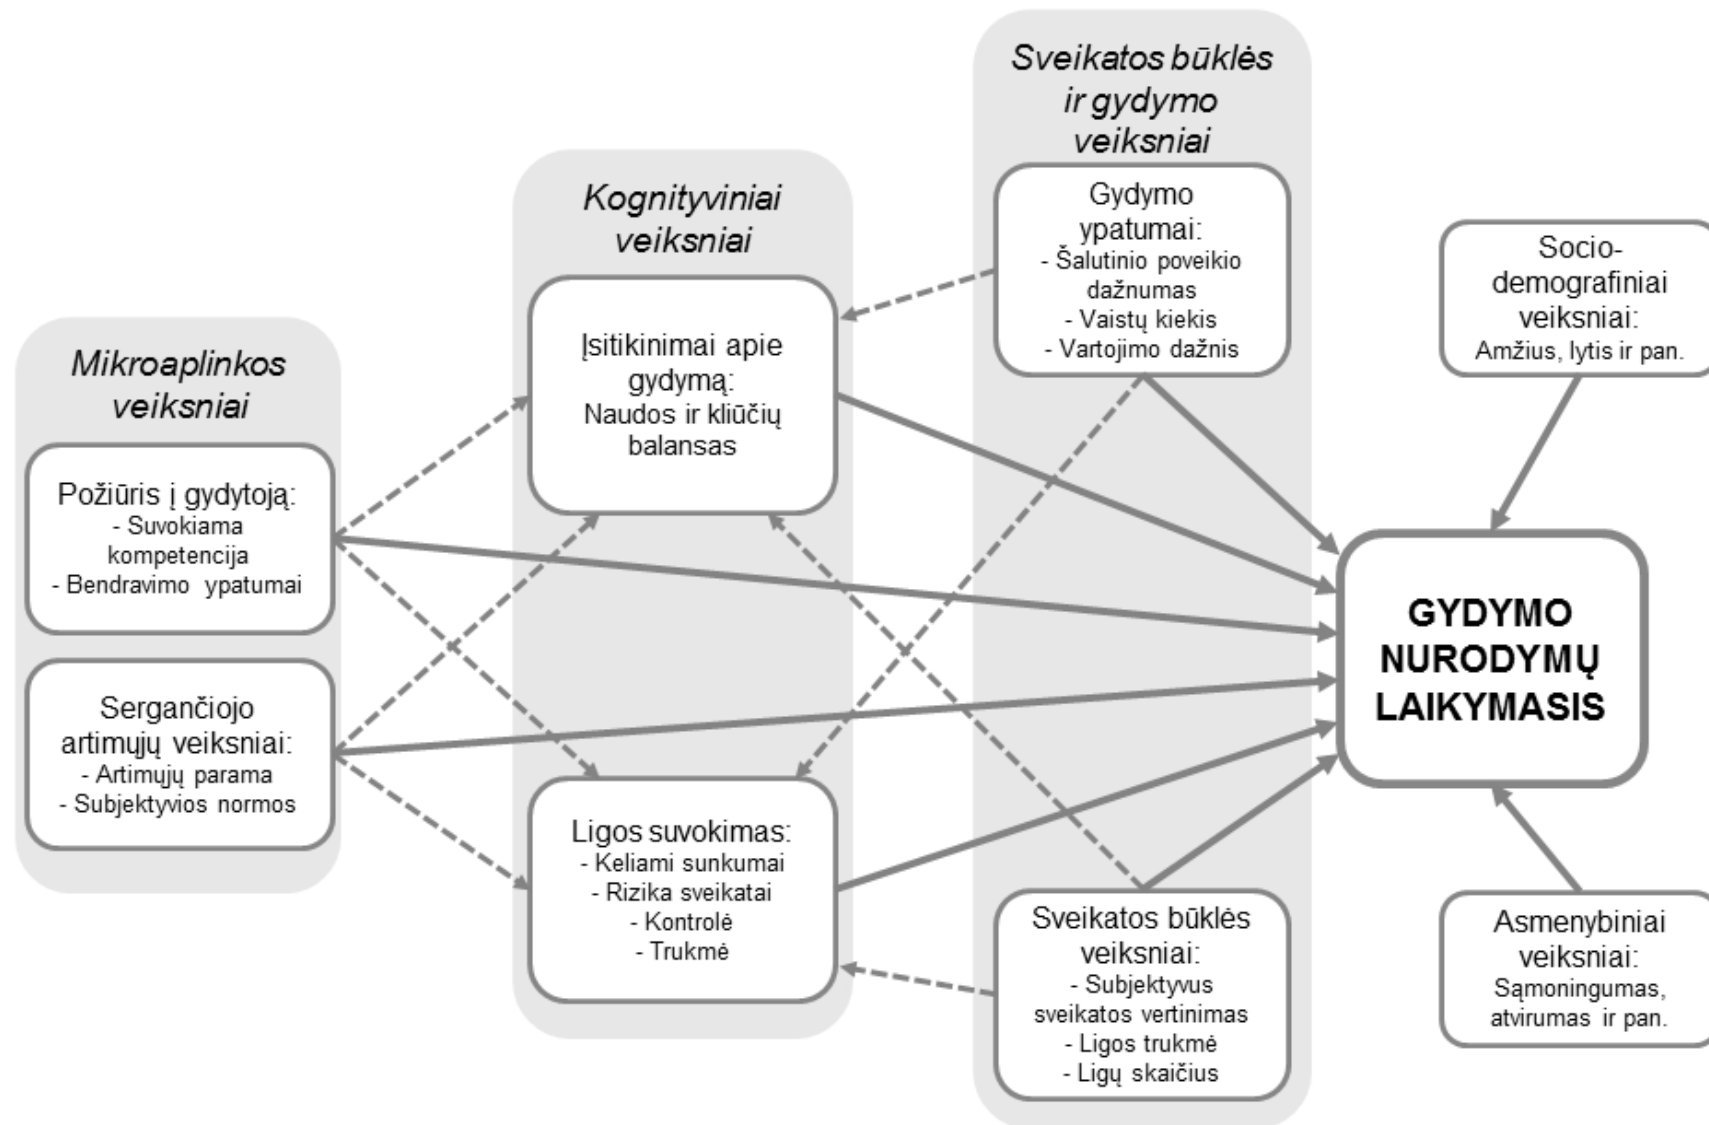 Mikroaplinkos
veiksniai
Požiūris į gydytoją:
- Suvokiama
kompetencija
- Bendravimo ypatumai
Sergančiojo
artimųjų veiksniai:
- Artimųjų parama
- Subjektyvios normos
Kognityviniai
veiksniai
Įsitikinimai apie
gydymą:
Naudos ir kliūčių
balansas
Ligos suvokimas:
- Keliami sunkumai
- Rizika sveikatai
- Kontrolė
- Trukmė
Sveikatos būklės
ir gydymo
veiksniai
Gydymo
ypatumai:
- Šalutinio poveikio
dažnumas
- Vaistų kiekis
- Vartojimo dažnis
Sveikatos būklės
veiksniai:
- Subjektyvus
sveikatos vertinimas
- Ligos trukmė
- Ligų skaičius
Socio-
demografiniai
veiksniai:
Amžius, lytis ir pan.
GYDYMO
NURODYMŲ
LAIKYMASIS
Asmenybiniai
veiksniai:
Sąmoningumas,
atvirumas ir pan.